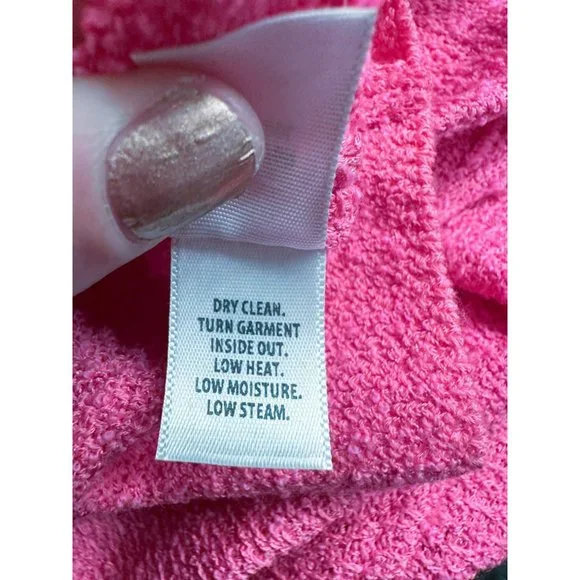 DRY CLEAN.
TURN GARMENT
INSIDE OUT.
LOW HEAT.
LOW MOISTURE.
LOW STEAM.